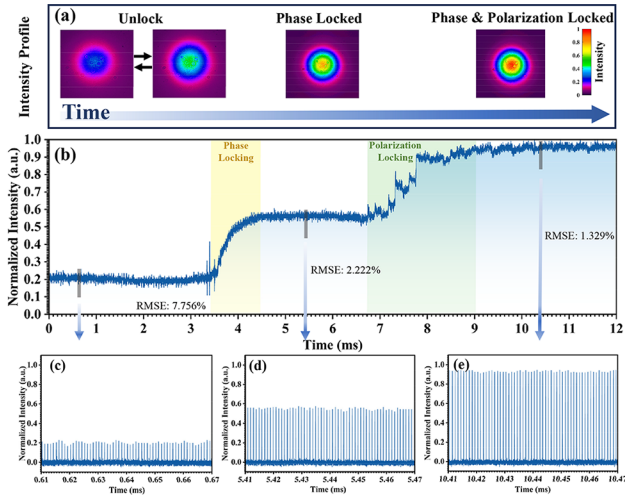 (a)
Unlock
Phase Locked
Phase & Polarization Locked
Intensity Profile
1
0.8
0.6
0.4
0.2
0
Intensity
Time
(b)
Phase
Locking
Polarization
Locking
Normalized Intensity (a.u.)
1.0
0.9
0.8
0.7
0.6
0.5
0.4
0.3
0.2
0.1
0.0
RMSE: 7.756%
RMSE: 2.222%
RMSE: 1.329%
0 1 2 3 4 5 6 7 8 9 10 11 12
Time (ms)
(c)
Normalized Intensity (a.u.)
1.0
0.8
0.6
0.4
0.2
0.0
0.61 0.62 0.63 0.64 0.65 0.66 0.67
Time (ms)
(d)
Normalized Intensity (a.u.)
1.0
0.8
0.6
0.4
0.2
0.0
5.41 5.42 5.43 5.44 5.45 5.46 5.47
Time (ms)
(e)
Normalized Intensity (a.u.)
1.0
0.8
0.6
0.4
0.2
0.0
10.41 10.42 10.43 10.44 10.45 10.46 10.47
Time (ms)